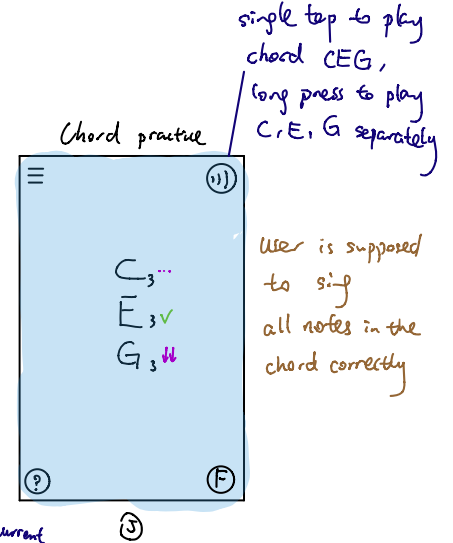 single tap to play
chord CEG,
long press to play
C, E, G separately
Chord practice
C3 ...
E3 ✓
G3 ↓↓
User is supposed
to sing
all notes in the
chord correctly
?
F
J
current